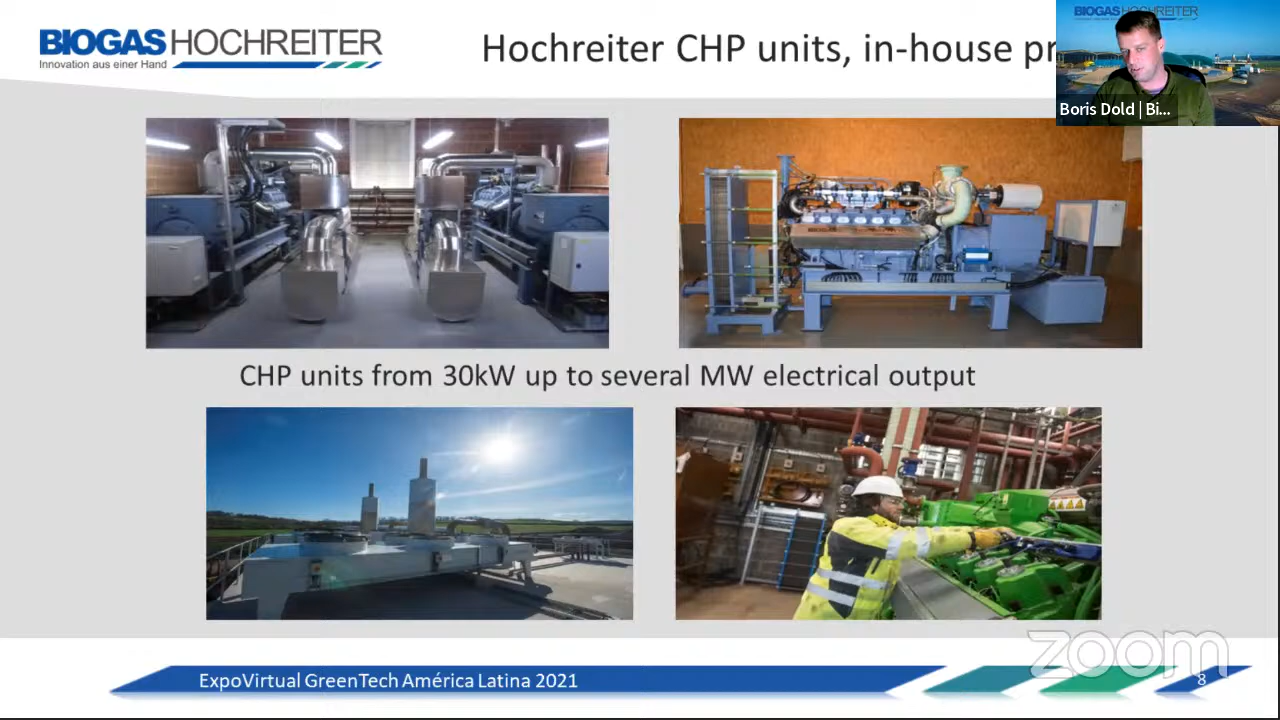 BIOGAS HOCHREITER
Innovation aus einer Hand
Hochreiter CHP units, in-house pr
BIOGAS HOCHREITER
Boris Dold | Bi...
CHP units from 30kW up to several MW electrical output
zoom
ExpoVirtual GreenTech América Latina 2021
8